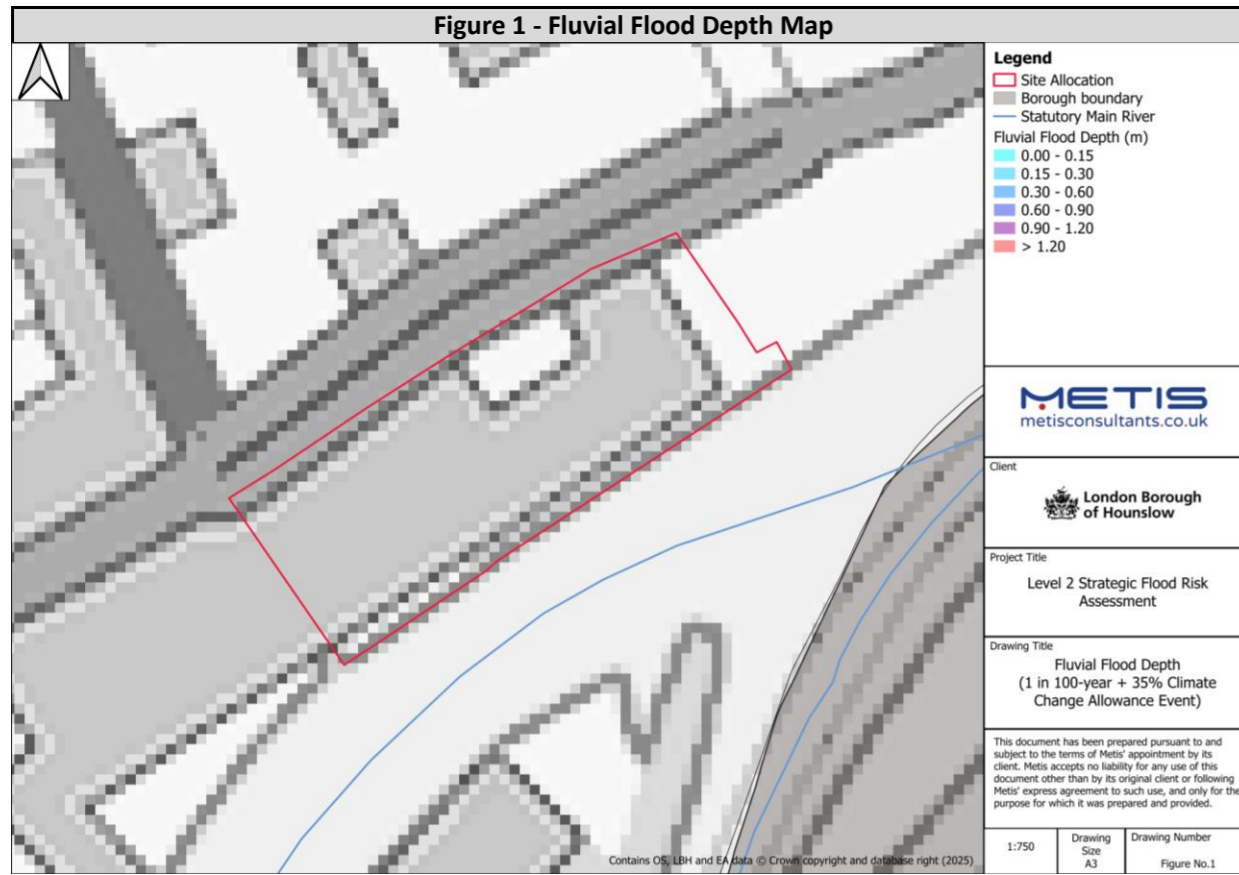 Figure 1 - Fluvial Flood Depth Map
Legend
Site Allocation
Borough boundary
Statutory Main River
Fluvial Flood Depth (m)
0.00 - 0.15
0.15 - 0.30
0.30 - 0.60
0.60 - 0.90
0.90 - 1.20
> 1.20
METIS
metisconsultants.co.uk
Client
London Borough
of Hounslow
Project Title
Level 2 Strategic Flood Risk
Assessment
Drawing Title
Fluvial Flood Depth
(1 in 100-year + 35% Climate
Change Allowance Event)
This document has been prepared pursuant to and
subject to the terms of Metis' appointment by its
client. Metis accepts no liability for any use of this
document other than by its original client or following
Metis' express agreement to such use, and only for the
purpose for which it was prepared and provided.
1:750
Drawing
Size
A3
Drawing Number
Figure No.1
Contains OS, LBH and EA data © Crown copyright and database right (2025)